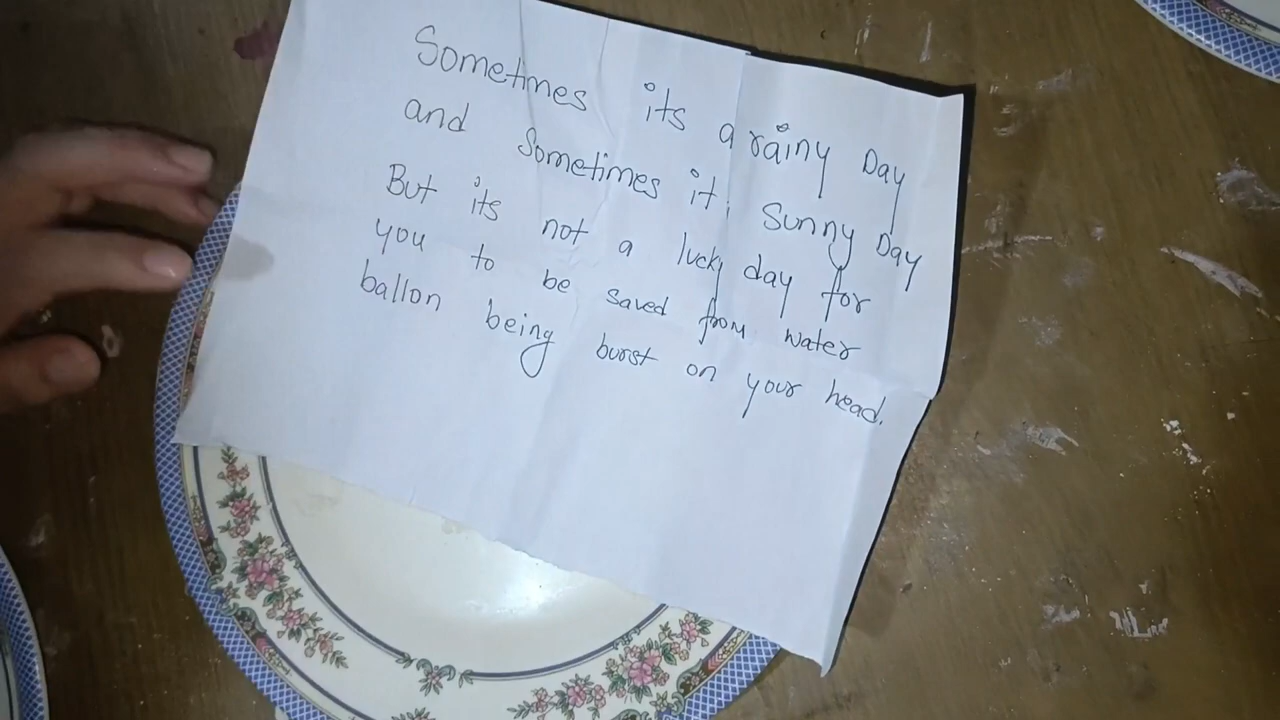 Sometimes its a rainy Day
and Sometimes it, Sunny Day
But its not a lucky day for
you to be saved from water
ballon being burst on your head.